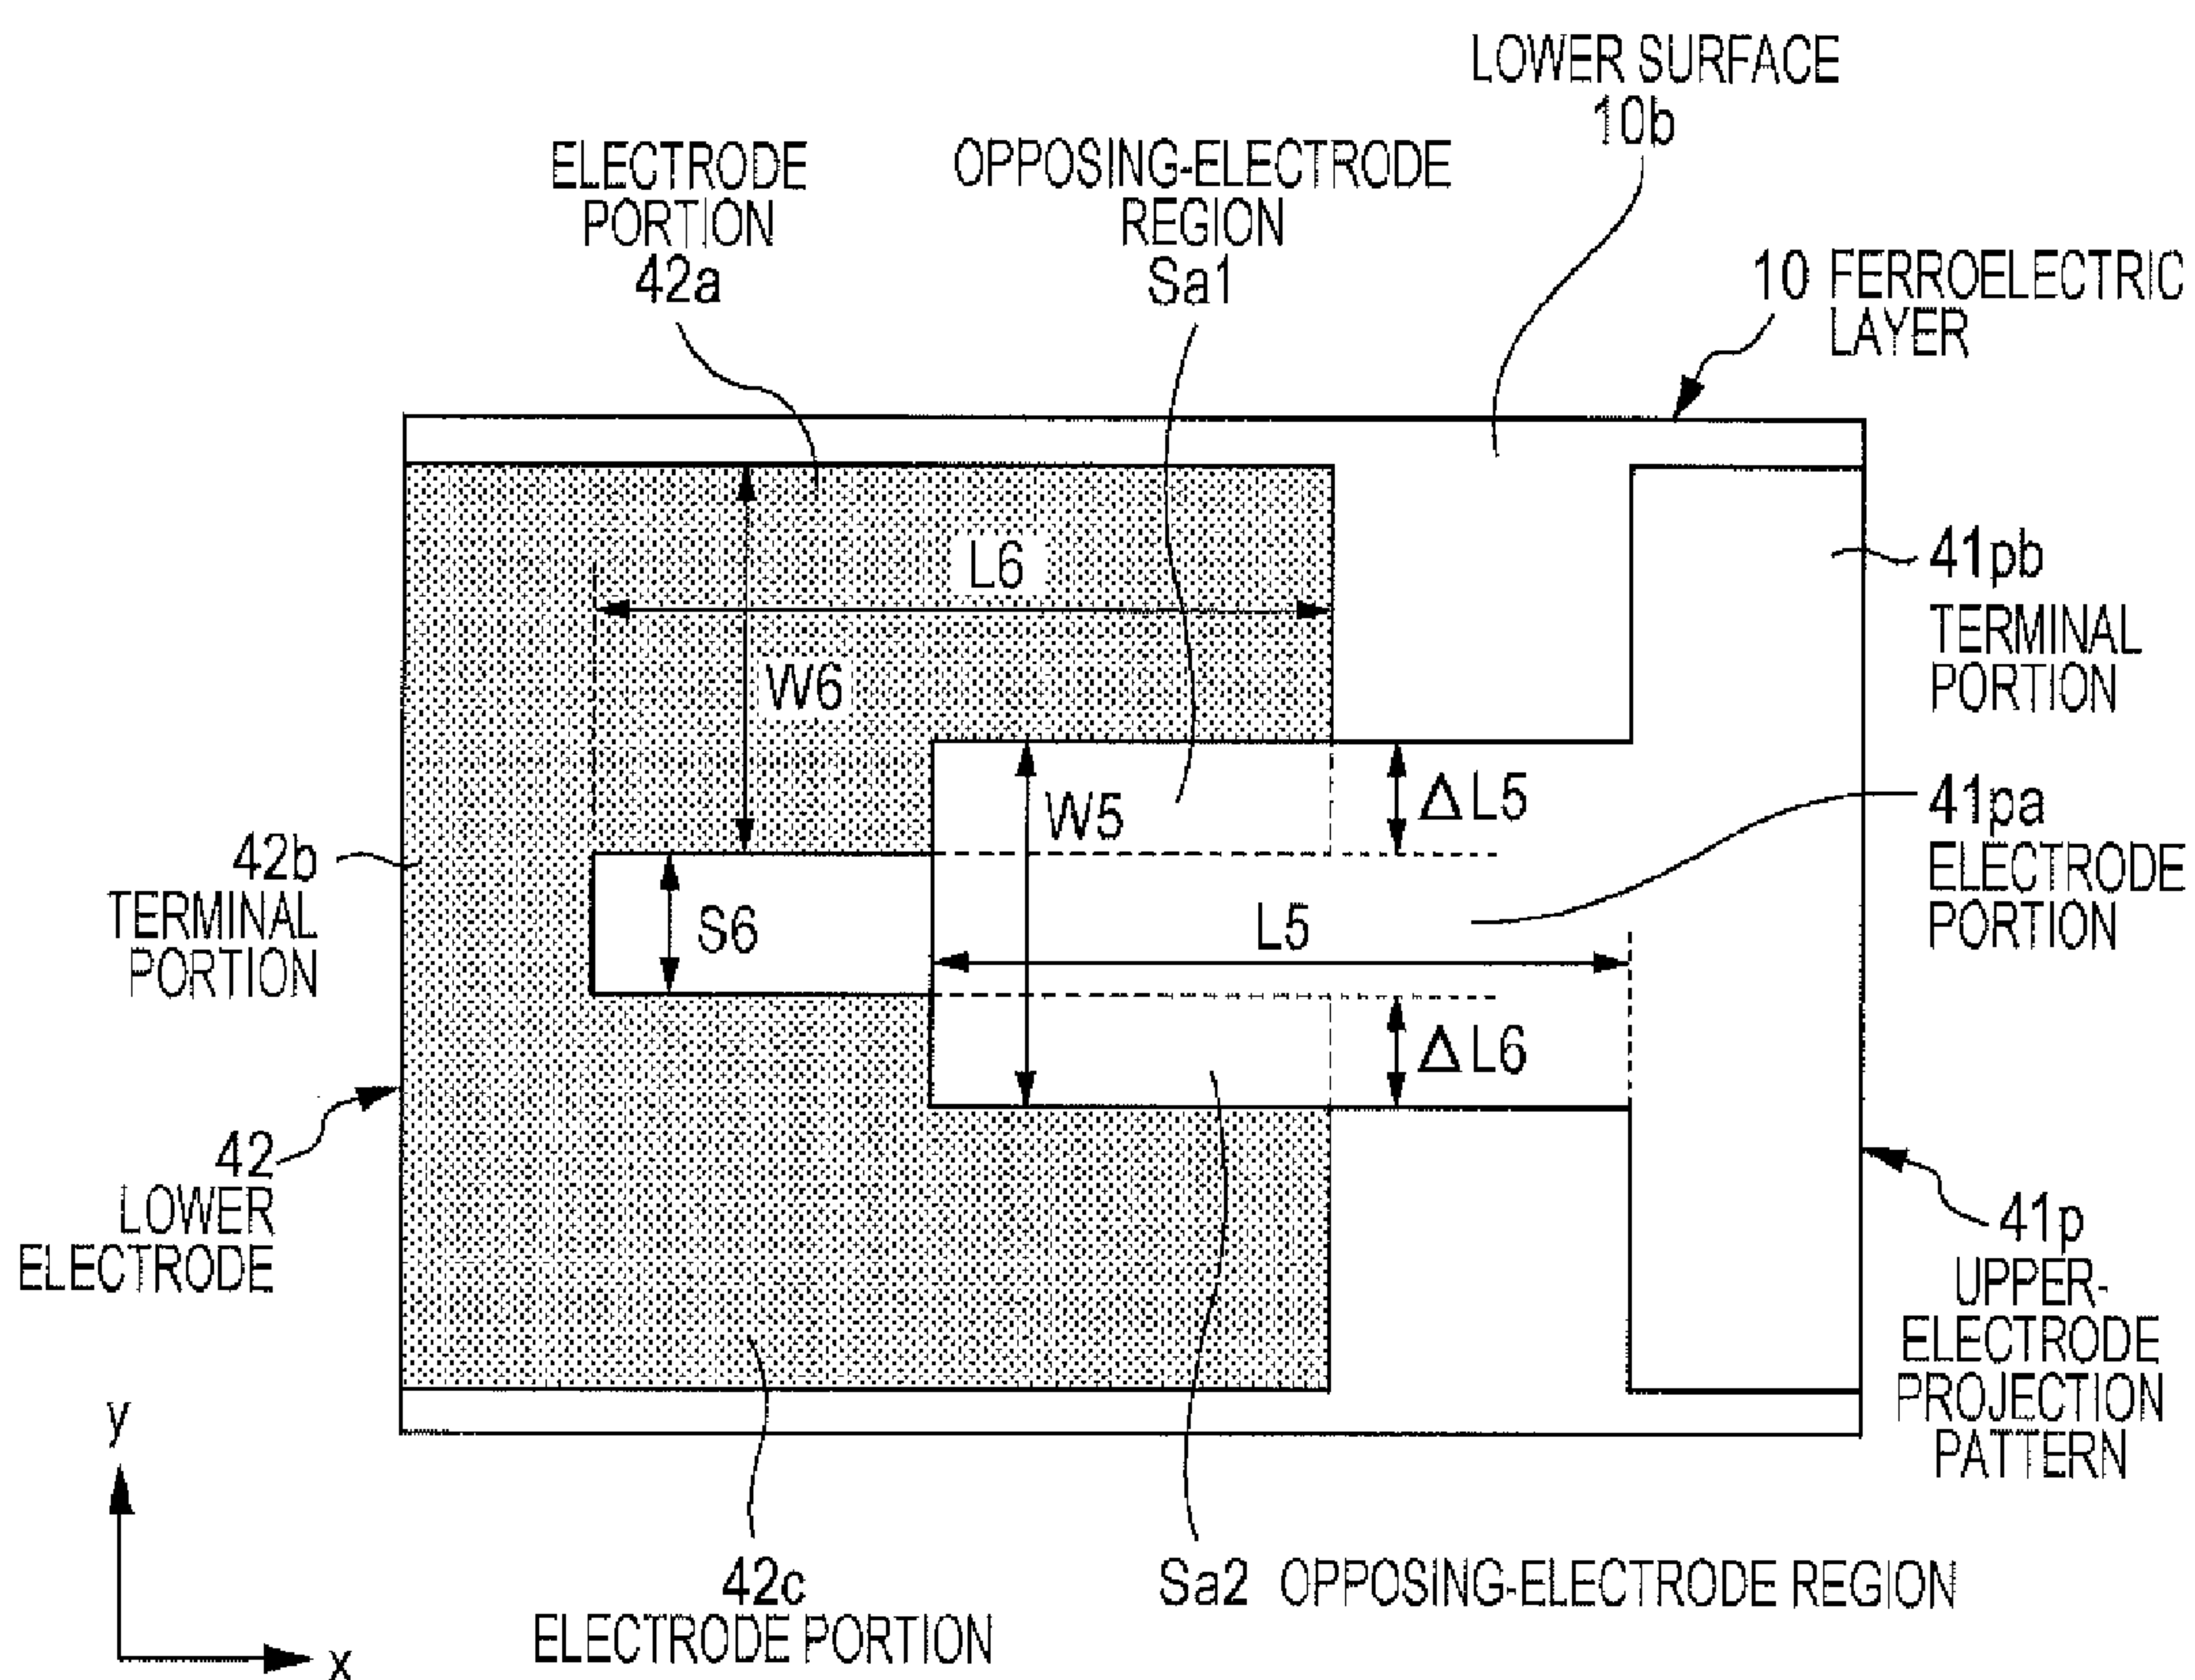 LOWER SURFACE
10b
ELECTRODE
PORTION
42a
OPPOSING-ELECTRODE
REGION
Sa1
10 FERROELECTRIC
LAYER
L6
W6
41pb
TERMINAL
PORTION
W5
ΔL5
41pa
ELECTRODE
PORTION
42b
TERMINAL
PORTION
S6
L5
ΔL6
42
LOWER
ELECTRODE
41p
UPPER-
ELECTRODE
PROJECTION
PATTERN
y
x
42c
ELECTRODE PORTION
Sa2 OPPOSING-ELECTRODE REGION